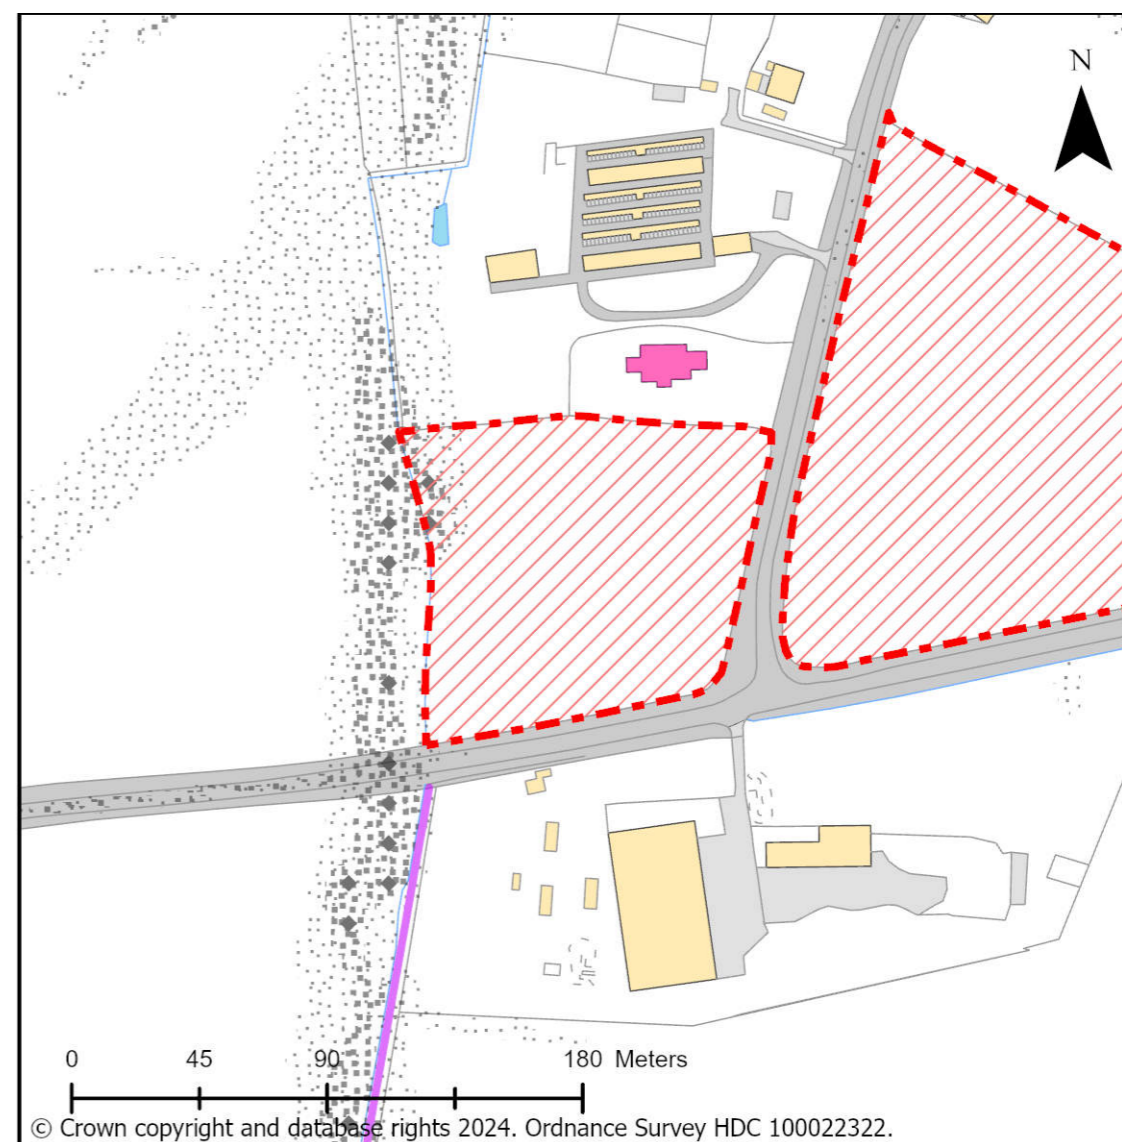 N
0 45 90 180 Meters
© Crown copyright and database rights 2024. Ordnance Survey HDC 100022322.